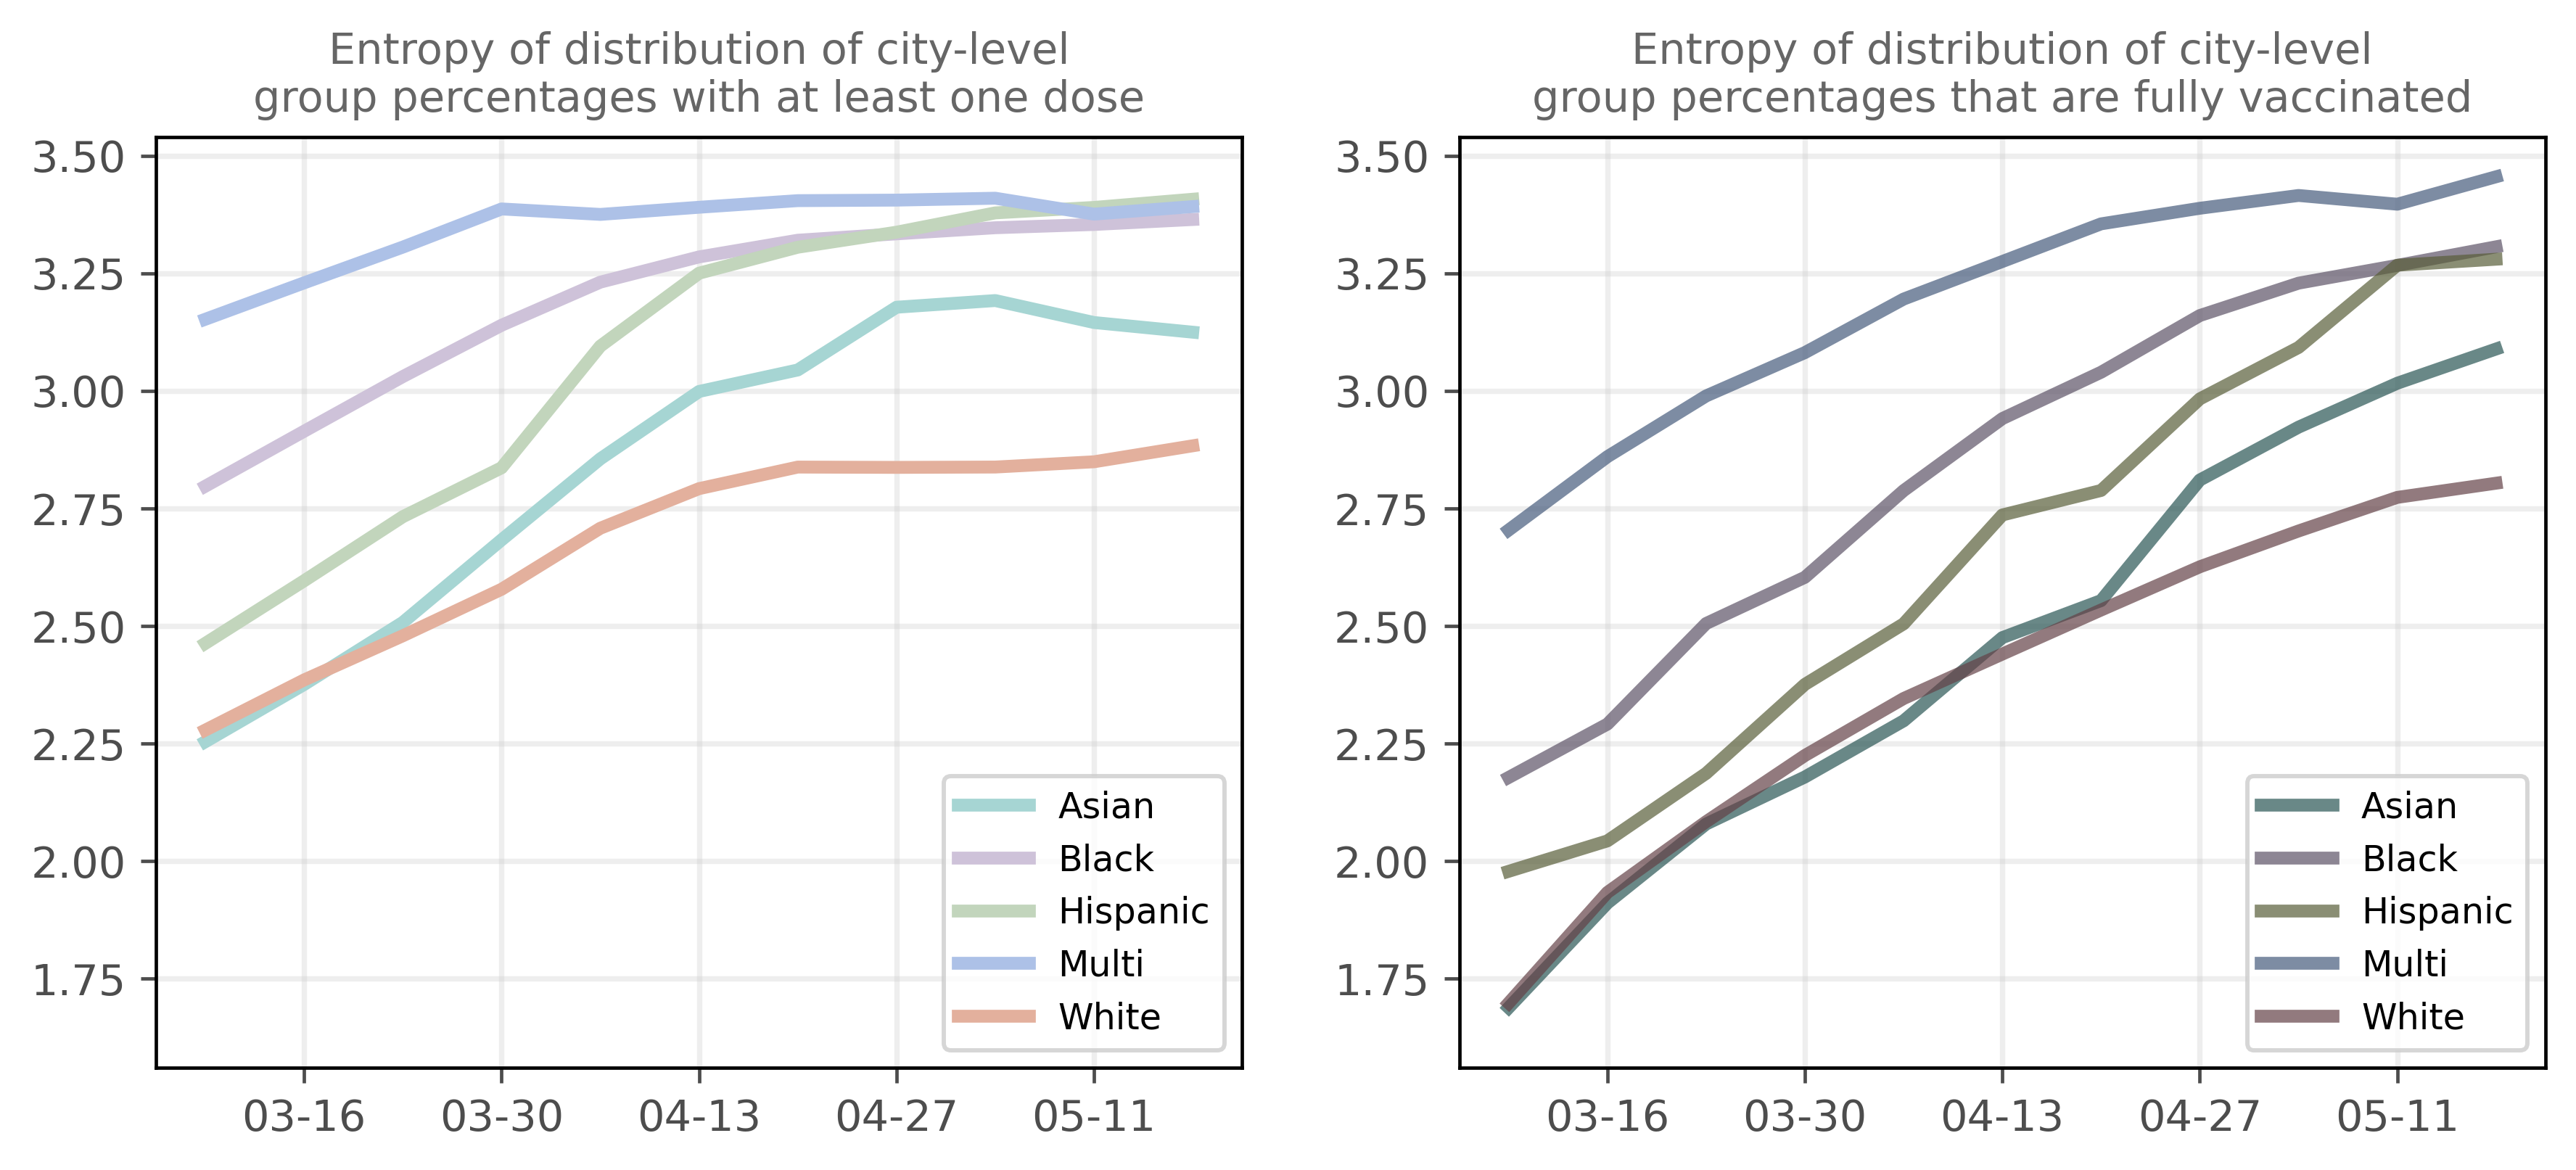 Entropy of distribution of city-level
group percentages with at least one dose
3.50
3.25
3.00
2.75
2.50
2.25
2.00
1.75
03-16
03-30
04-13
04-27
05-11
Asian
Black
Hispanic
Multi
White
Entropy of distribution of city-level
group percentages that are fully vaccinated
3.50
3.25
3.00
2.75
2.50
2.25
2.00
1.75
03-16
03-30
04-13
04-27
05-11
Asian
Black
Hispanic
Multi
White